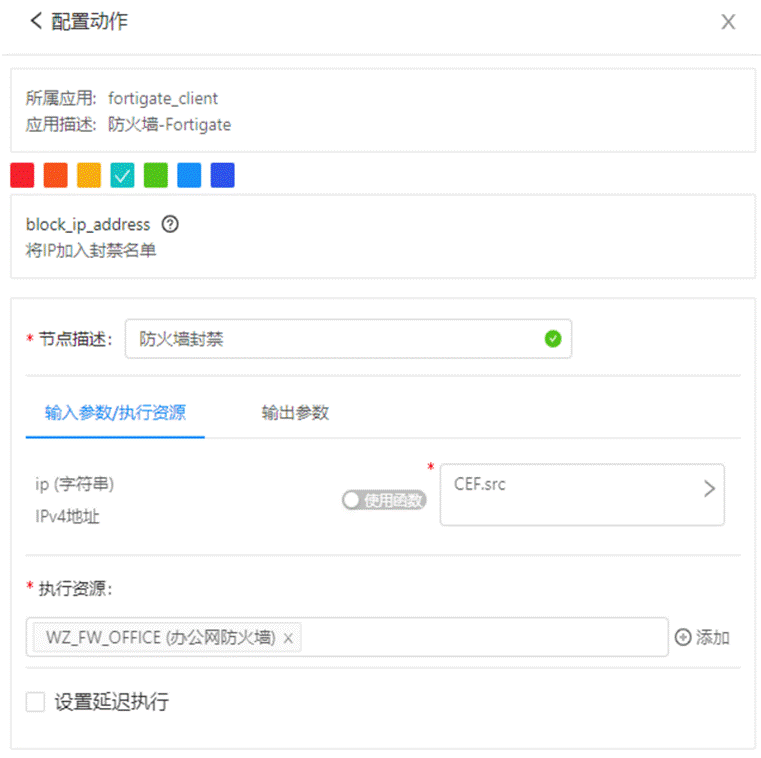 配置动作
X
所属应用: fortigate_client
应用描述: 防火墙-Fortigate
block_ip_address ?
将IP加入封禁名单
* 节点描述: 防火墙封禁
输入参数/执行资源 输出参数
ip (字符串)
IPv4地址
使用函数
* CEF.src
* 执行资源:
WZ_FW_OFFICE (办公网防火墙) ×
添加
设置延迟执行